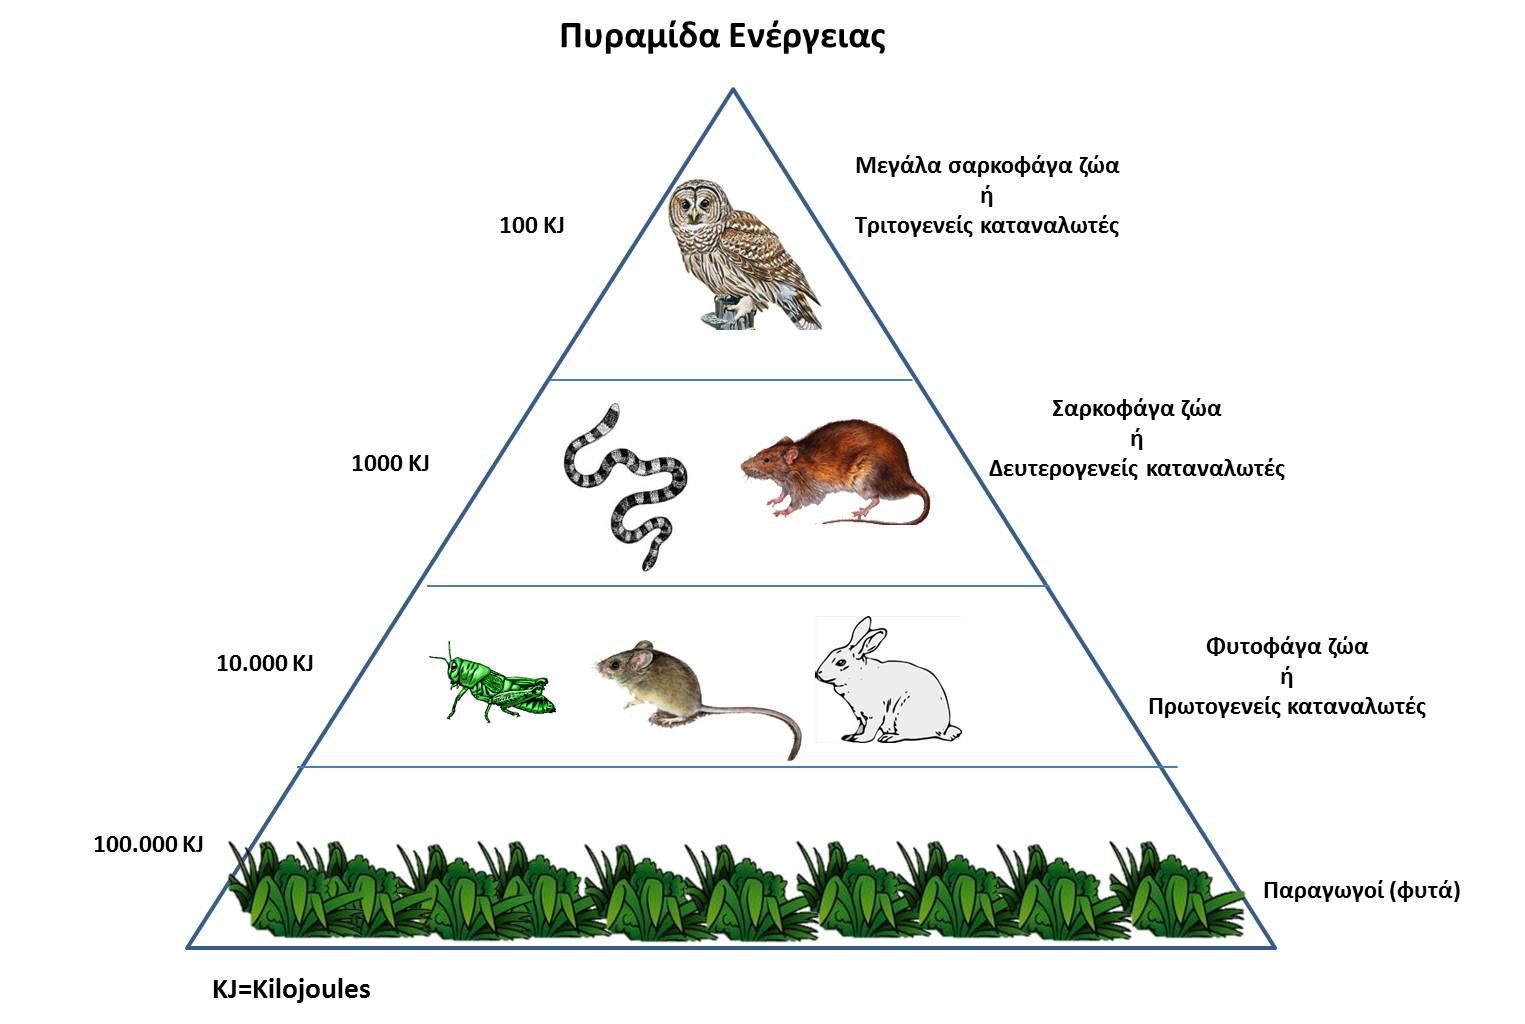 Πυραμίδα Ενέργειας
Μεγάλα σαρκοφάγα ζώα
ή
100 KJ
Τριτογενείς καταναλωτές
Σαρκοφάγα ζώα
ή
1000 KJ
Δευτερογενείς καταναλωτές
Φυτοφάγα ζώα
ή
10.000 KJ
Πρωτογενείς καταναλωτές
100.000 KJ
Παραγωγοί (φυτά)
KJ=Kilojoules